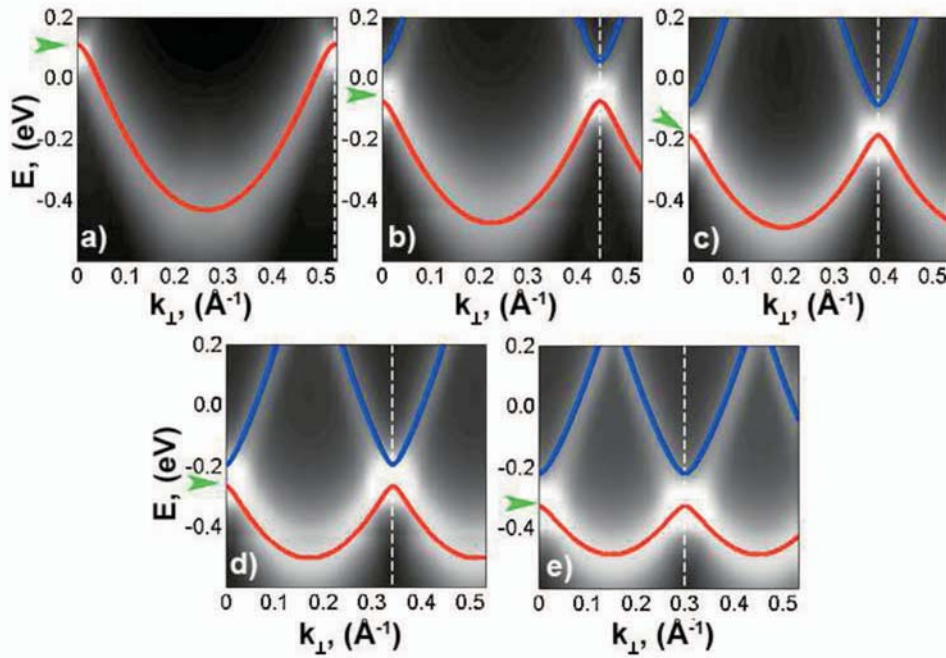 0.2 0.2 0.2
0.0 0.0 0.0
-0.2 -0.2 -0.2
-0.4 -0.4 -0.4
E, (eV)
a) b) c)
0 0.1 0.2 0.3 0.4 0.5 0 0.1 0.2 0.3 0.4 0.5 0 0.1 0.2 0.3 0.4 0.5
k⊥, (Å⁻¹) k⊥, (Å⁻¹) k⊥, (Å⁻¹)
0.2 0.2
0.0 0.0
-0.2 -0.2
-0.4 -0.4
E, (eV)
d) e)
0 0.1 0.2 0.3 0.4 0.5 0 0.1 0.2 0.3 0.4 0.5
k⊥, (Å⁻¹) k⊥, (Å⁻¹)